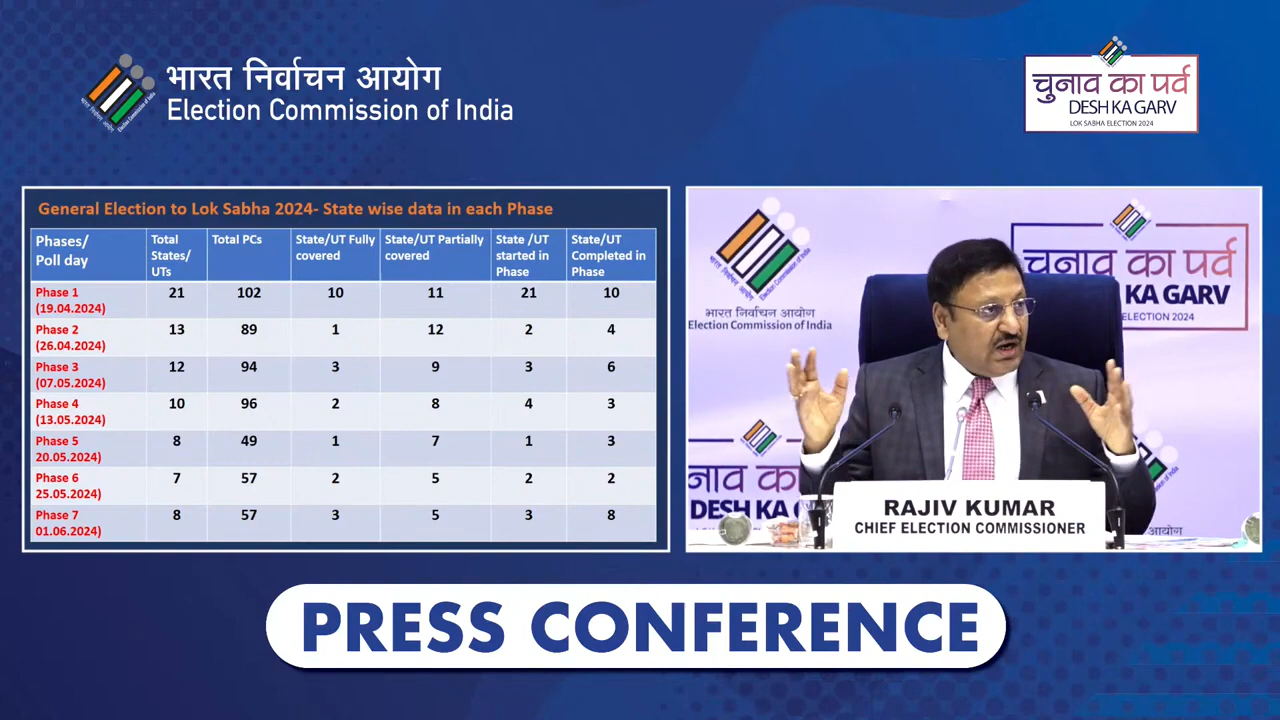 भारत निर्वाचन आयोग
Election Commission of India
चुनाव का पर्व
DESH KA GARV
LOK SABHA ELECTION 2024
General Election to Lok Sabha 2024- State wise data in each Phase
Phases/ Poll day | Total States/ UTs | Total PCs | State/UT Fully covered | State/UT Partially covered | State /UT started in Phase | State/UT Completed in Phase
Phase 1 (19.04.2024) | 21 | 102 | 10 | 11 | 21 | 10
Phase 2 (26.04.2024) | 13 | 89 | 1 | 12 | 2 | 4
Phase 3 (07.05.2024) | 12 | 94 | 3 | 9 | 3 | 6
Phase 4 (13.05.2024) | 10 | 96 | 2 | 8 | 4 | 3
Phase 5 20.05.2024) | 8 | 49 | 1 | 7 | 1 | 3
Phase 6 25.05.2024) | 7 | 57 | 2 | 5 | 2 | 2
Phase 7 01.06.2024) | 8 | 57 | 3 | 5 | 3 | 8
भारत निर्वाचन आयोग
Election Commission of India
चुनाव का पर्व
KA GARV
ELECTION 2024
नाव का
DESH KA
RAJIV KUMAR
CHIEF ELECTION COMMISSIONER
आयोग
PRESS CONFERENCE